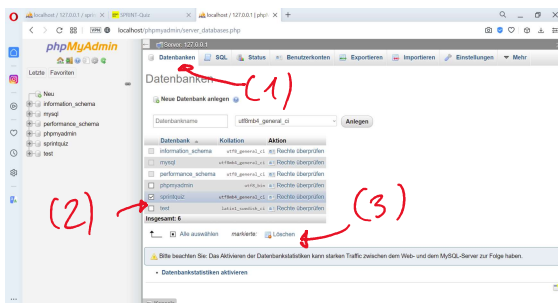 localhost / 127.0.0.1 / sprin
SPRINT-Quiz
localhost / 127.0.0.1 | phpM
localhost/phpmyadmin/server_databases.php
phpMyAdmin
Letzte Favoriten
Neu
information_schema
mysql
performance_schema
phpmyadmin
sprintquiz
test
Server: 127.0.0.1
Datenbanken SQL Status Benutzerkonten Exportieren Importieren Einstellungen Mehr
(1)
Datenbanken
Neue Datenbank anlegen
Datenbankname utf8mb4_general_ci Anlegen
Datenbank Kollation Aktion
information_schema utf8_general_ci Rechte überprüfen
mysql utf8mb4_general_ci Rechte überprüfen
performance_schema utf8_general_ci Rechte überprüfen
phpmyadmin utf8_bin Rechte überprüfen
sprintquiz utf8mb4_general_ci Rechte überprüfen
test latin1_swedish_ci Rechte überprüfen
Insgesamt: 6
(2)
(3)
Alle auswählen markierte: Löschen
Bitte beachten Sie: Das Aktivieren der Datenbankstatistiken kann starken Traffic zwischen dem Web- und dem MySQL-Server zur Folge haben.
Datenbankstatistiken aktivieren